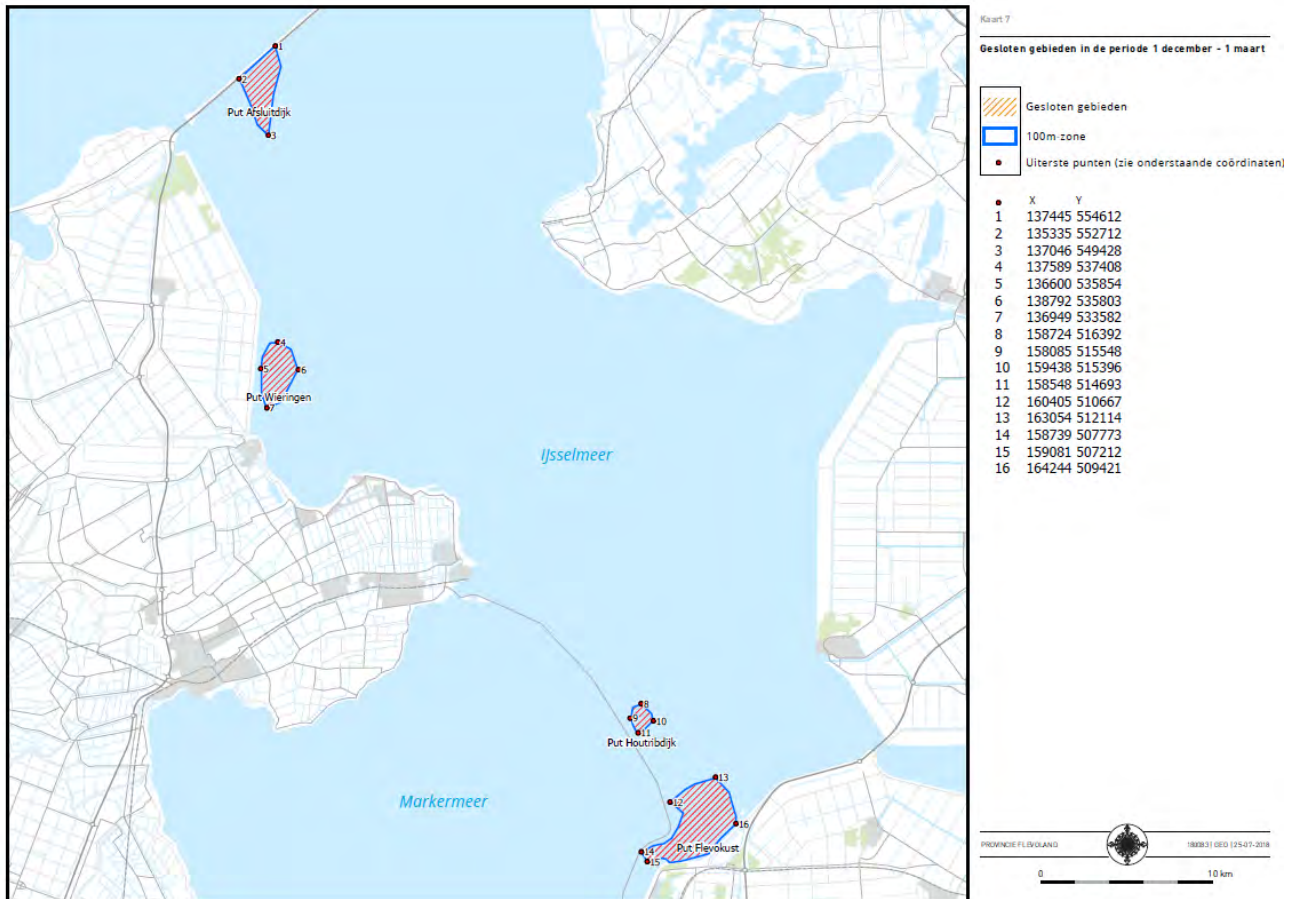 Kaart 7
Gesloten gebieden in de periode 1 december - 1 maart
Gesloten gebieden
100m-zone
Uiterste punten (zie onderstaande coördinaten)
X Y
1 137445 554612
2 135335 552712
3 137046 549428
4 137589 537408
5 136600 535854
6 138792 535803
7 136949 533582
8 158724 516392
9 158085 515548
10 159438 515396
11 158548 514693
12 160405 510667
13 163054 512114
14 158739 507773
15 159081 507212
16 164244 509421
1
2
Put Afsluitdijk
3
4
5
6
Put Wieringen
7
IJsselmeer
8
9
10
11
Put Houtribdijk
13
Markermeer
12
16
14
Put Flevokust
15
PROVINCIE FLEVOLAND
GEO | 25-07-2018
0 10 km